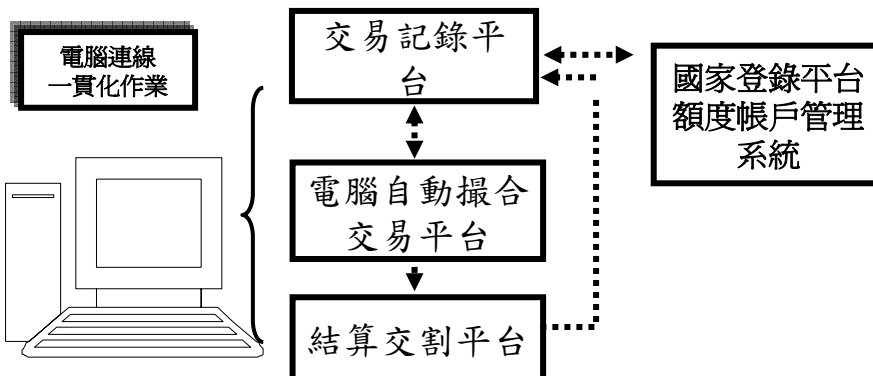 電腦連線
一貫化作業
交易記錄平
台
國家登錄平台
額度帳戶管理
系統
電腦自動撮合
交易平台
結算交割平台